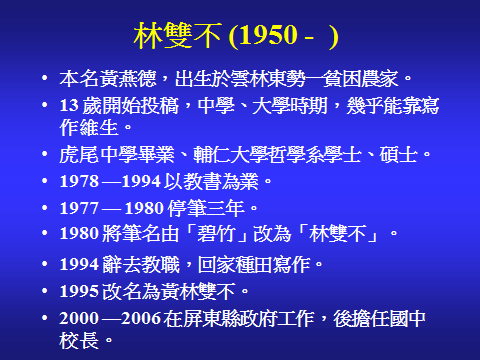 林雙不 (1950 - )
• 本名黃燕德，出生於雲林東勢一貧困農家。
• 13 歲開始投稿，中學、大學時期，幾乎能靠寫
作維生。
• 虎尾中學畢業、輔仁大學哲學系學士、碩士。
• 1978 —1994 以教書為業。
• 1977 — 1980 停筆三年。
• 1980 將筆名由「碧竹」改為「林雙不」。
• 1994 辭去教職，回家種田寫作。
• 1995 改名為黃林雙不。
• 2000 —2006 在屏東縣政府工作，後擔任國中
校長。